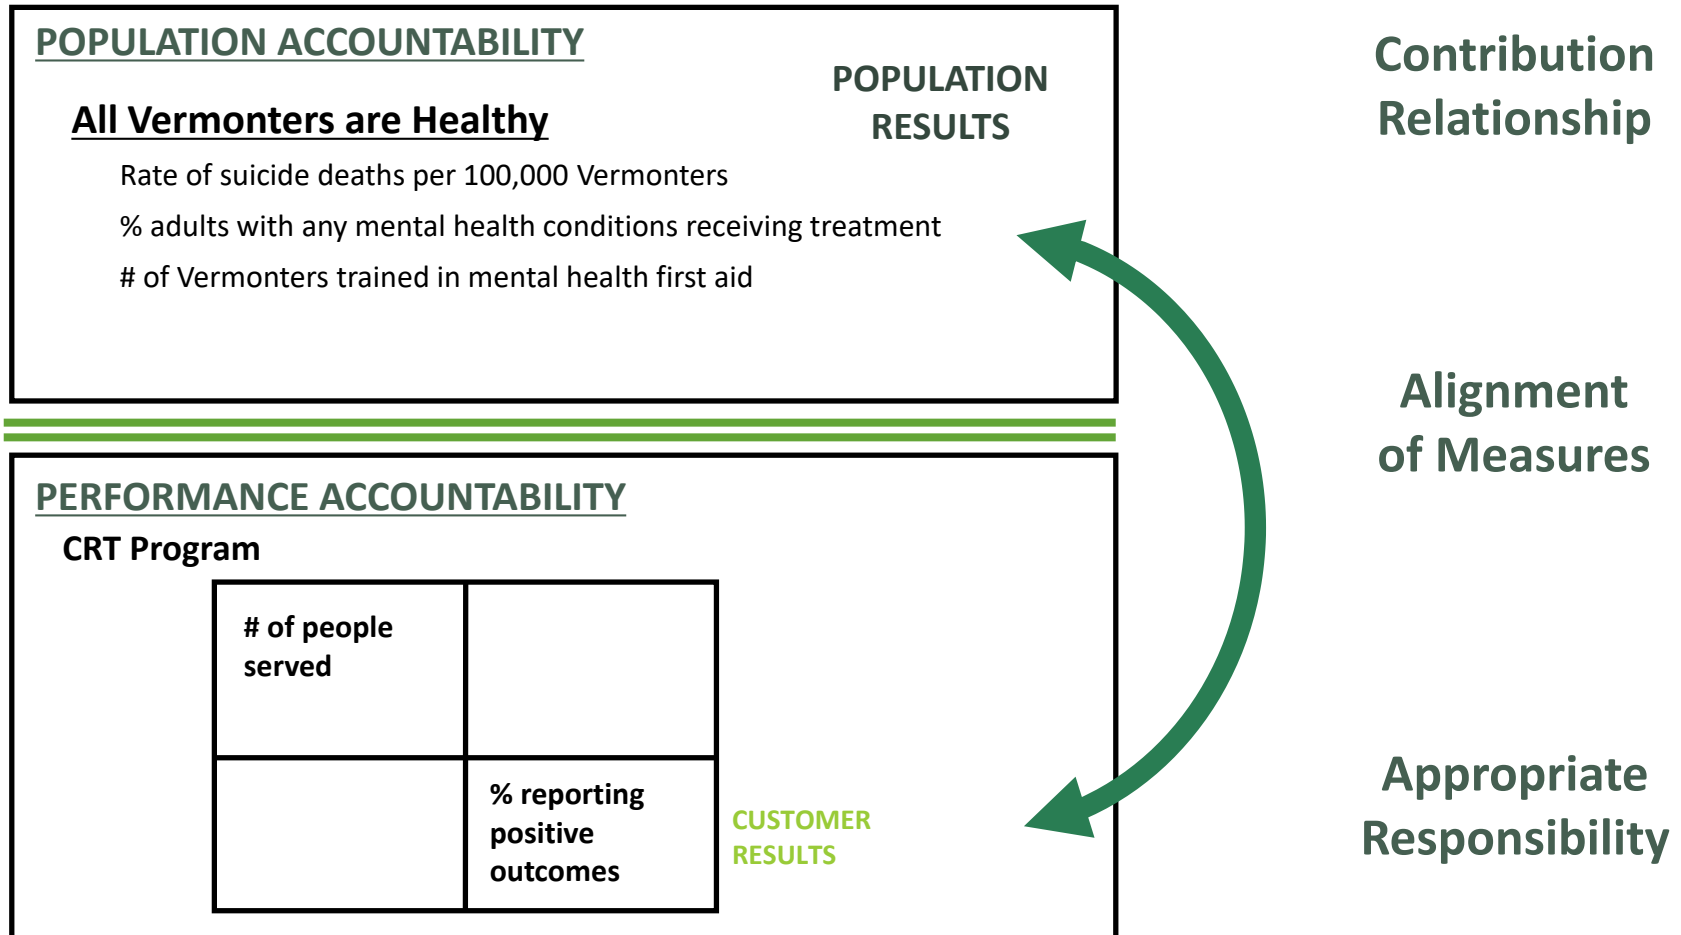 POPULATION ACCOUNTABILITY
POPULATION
RESULTS
All Vermonters are Healthy
Rate of suicide deaths per 100,000 Vermonters
% adults with any mental health conditions receiving treatment
# of Vermonters trained in mental health first aid
PERFORMANCE ACCOUNTABILITY
CRT Program
# of people
served
% reporting
positive
outcomes
CUSTOMER
RESULTS
Contribution
Relationship
Alignment
of Measures
Appropriate
Responsibility